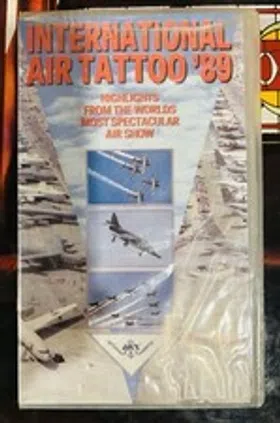 INTERNATIONAL
AIR TATTOO '89
HIGHLIGHTS
FROM THE WORLDS
MOST SPECTACULAR
AIR SHOW